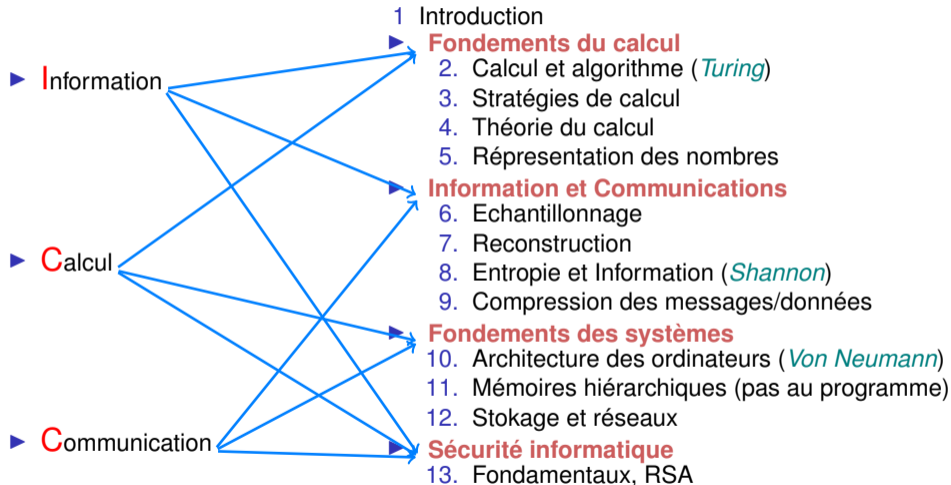 Information
Calcul
Communication
1 Introduction
Fondements du calcul
2. Calcul et algorithme (Turing)
3. Stratégies de calcul
4. Théorie du calcul
5. Répresentation des nombres
Information et Communications
6. Echantillonnage
7. Reconstruction
8. Entropie et Information (Shannon)
9. Compression des messages/données
Fondements des systèmes
10. Architecture des ordinateurs (Von Neumann)
11. Mémoires hiérarchiques (pas au programme)
12. Stokage et réseaux
Sécurité informatique
13. Fondamentaux, RSA